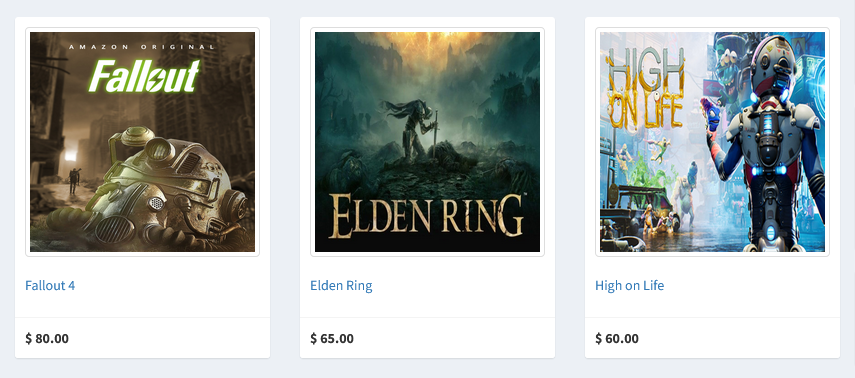 AMAZON ORIGINAL
Fallout
Fallout 4
$ 80.00
ELDEN RING™
Elden Ring
$ 65.00
HIGH
ON LIFE
High on Life
$ 60.00